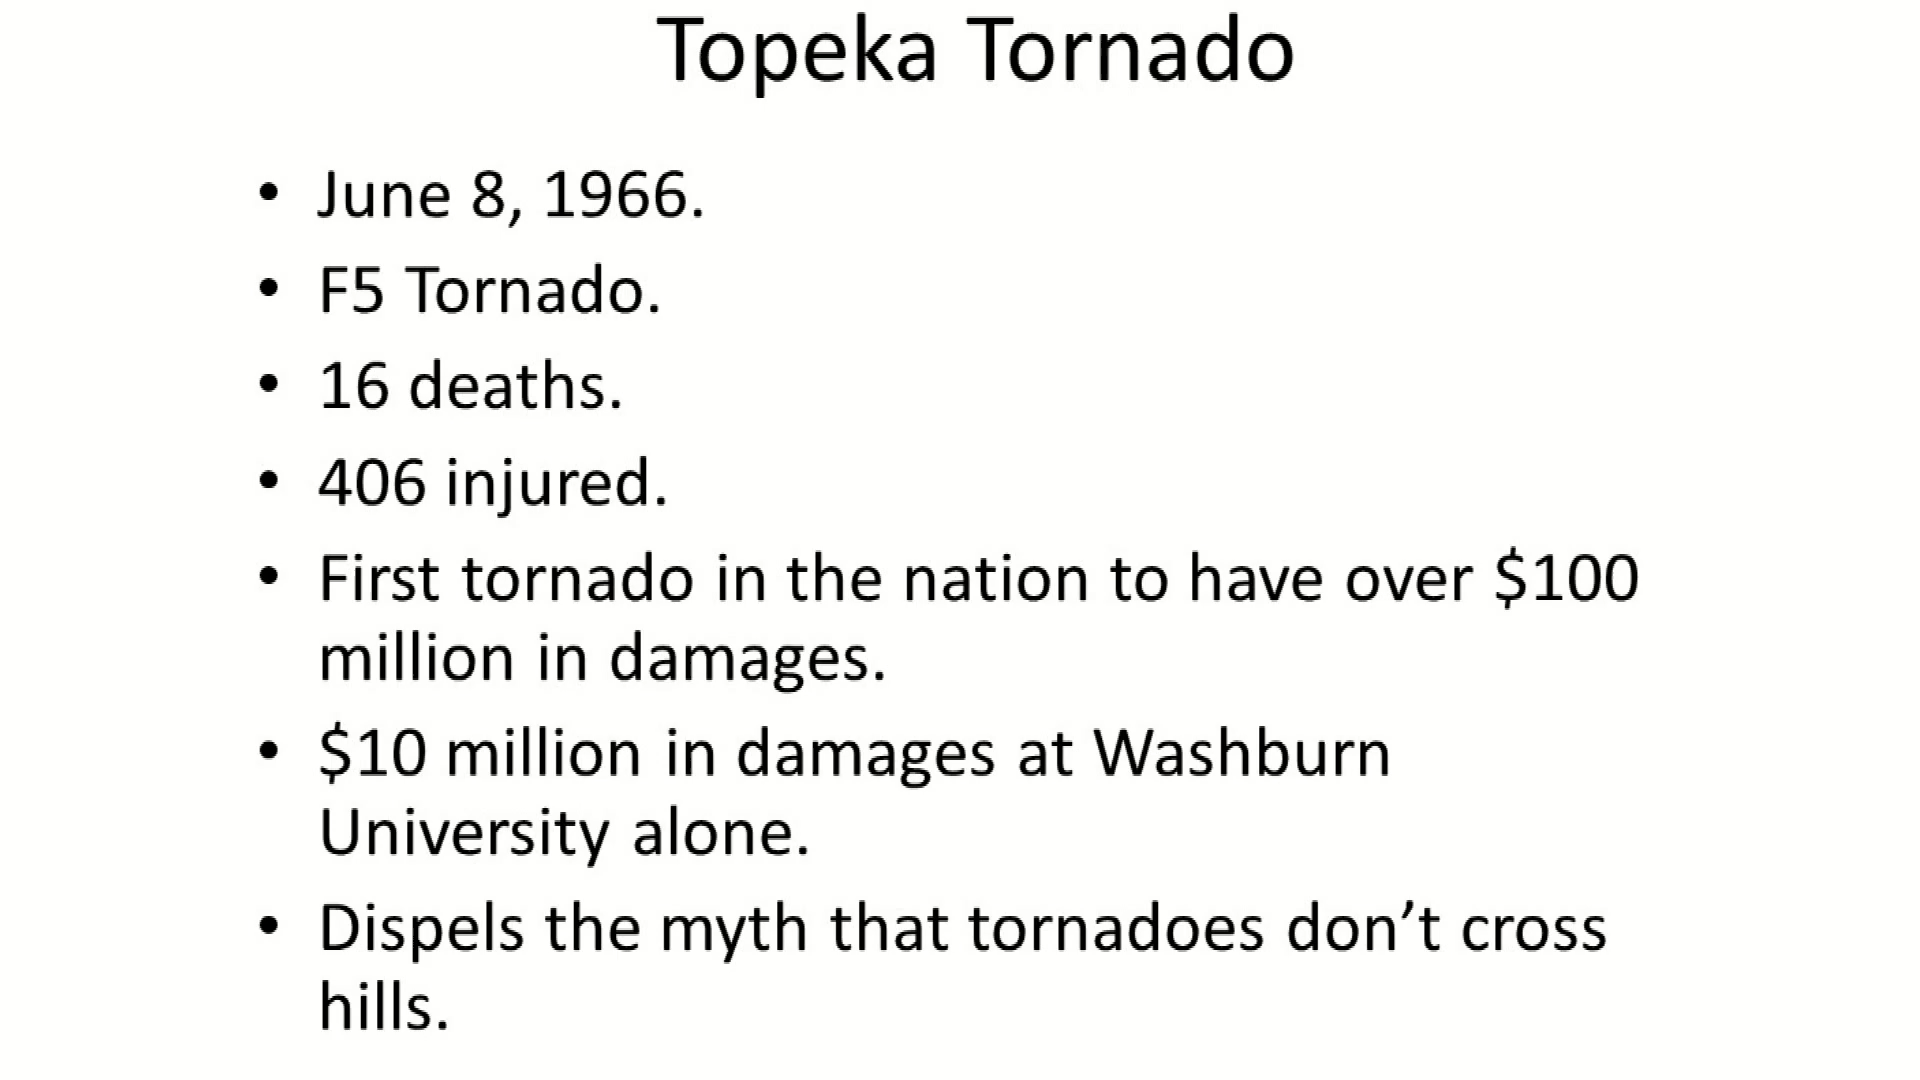 Topeka Tornado
• June 8, 1966.
• F5 Tornado.
• 16 deaths.
• 406 injured.
• First tornado in the nation to have over $100
million in damages.
• $10 million in damages at Washburn
University alone.
• Dispels the myth that tornadoes don’t cross
hills.